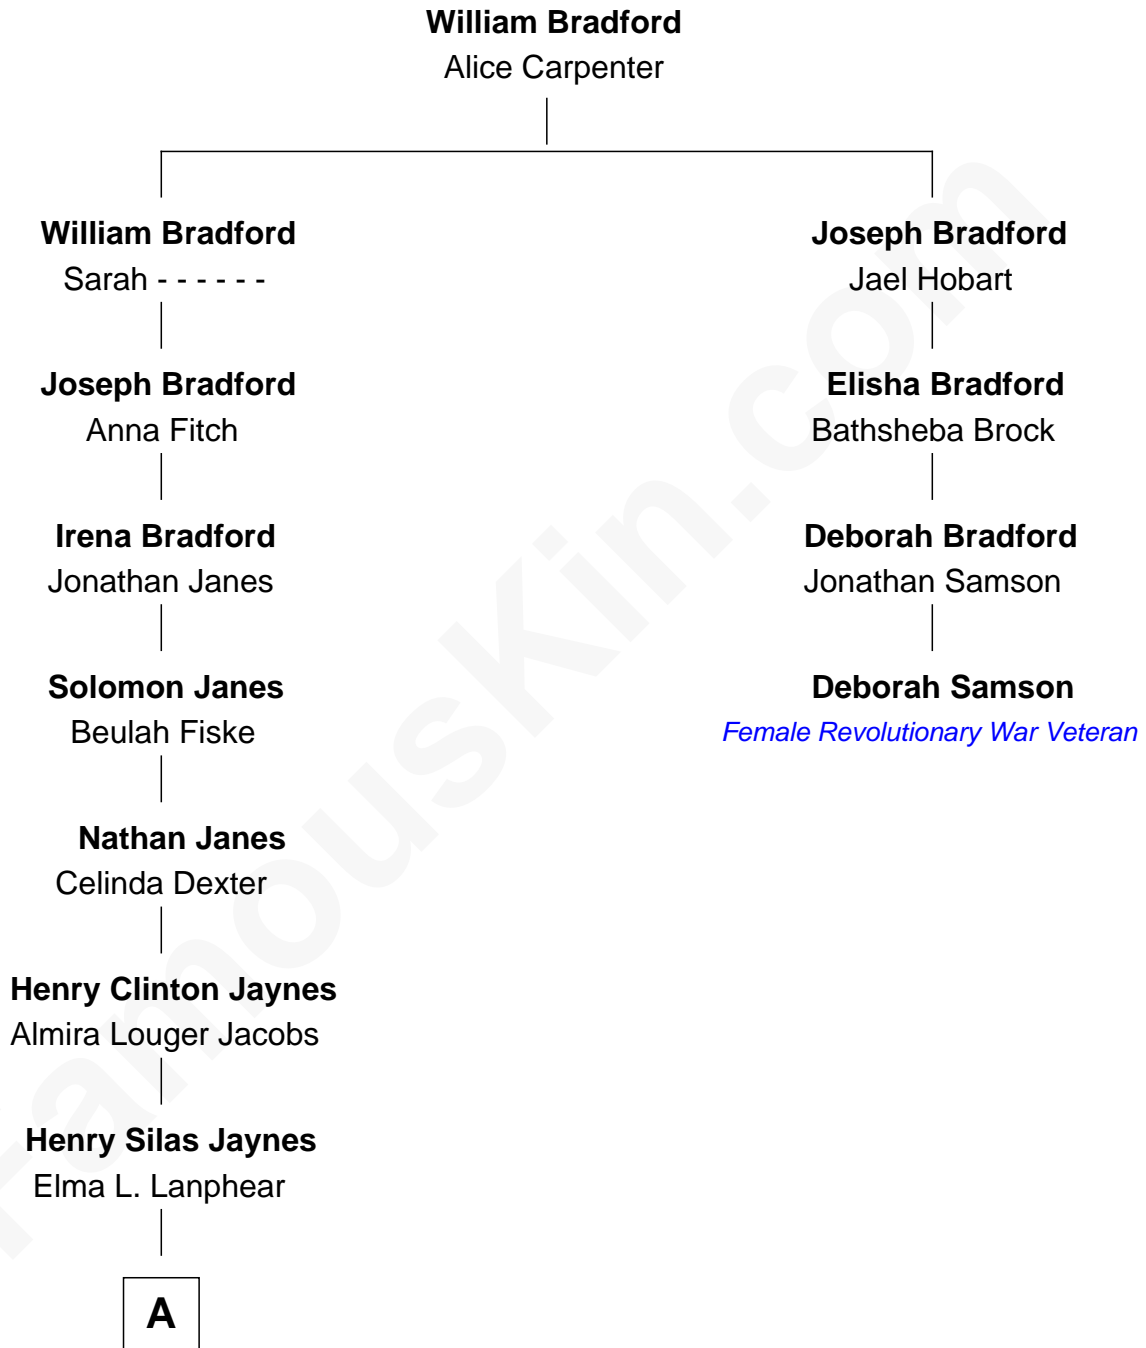 William Bradford
Alice Carpenter
William Bradford
Sarah - - - - - -
Joseph Bradford
Jael Hobart
Joseph Bradford
Anna Fitch
Elisha Bradford
Bathsheba Brock
Irena Bradford
Jonathan Janes
Deborah Bradford
Jonathan Samson
Solomon Janes
Beulah Fiske
Deborah Samson
Female Revolutionary War Veteran
Nathan Janes
Celinda Dexter
Henry Clinton Jaynes
Almira Louger Jacobs
Henry Silas Jaynes
Elma L. Lanphear
A
FamousKin.com